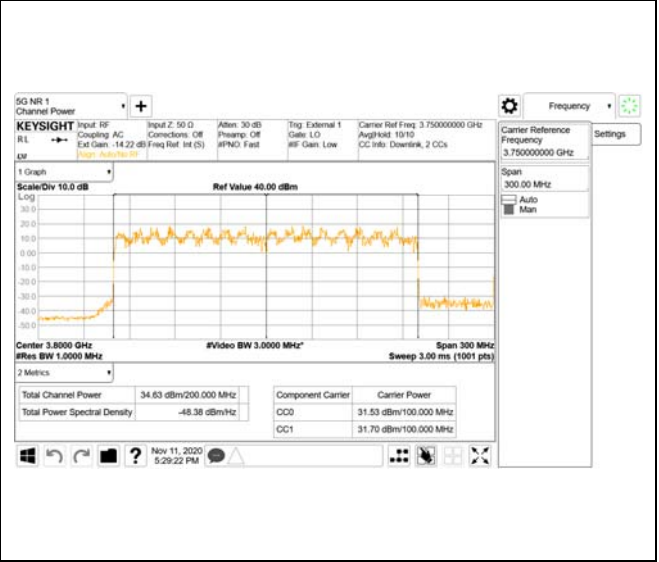 5G NR 1
Channel Power
Frequency
KEYSIGHT
RL
Input: RF
Coupling: AC
Ext Gain: -14.22 dB
Align: Auto/No RF
Input Z: 50 Ω
Corrections: Off
Freq Ref: Int (S)
Atten: 30 dB
Preamp: Off
#PNO: Fast
Trig: External 1
Gate: LO
#IF Gain: Low
Carrier Ref Freq: 3.750000000 GHz
Avg|Hold: 10/10
CC Info: Downlink, 2 CCs
Carrier Reference
Frequency
3.750000000 GHz
Settings
Span
300.00 MHz
Auto
Man
1 Graph
Scale/Div 10.0 dB
Ref Value 40.00 dBm
Log
30.0
20.0
10.0
0.00
-10.0
-20.0
-30.0
-40.0
-50.0
Center 3.8000 GHz
#Video BW 3.0000 MHz*
Span 300 MHz
#Res BW 1.0000 MHz
Sweep 3.00 ms (1001 pts)
2 Metrics
Total Channel Power 34.63 dBm/200.000 MHz
Total Power Spectral Density -48.38 dBm/Hz
Component Carrier Carrier Power
CC0 31.53 dBm/100.000 MHz
CC1 31.70 dBm/100.000 MHz
?
Nov 11, 2020
5:29:22 PM